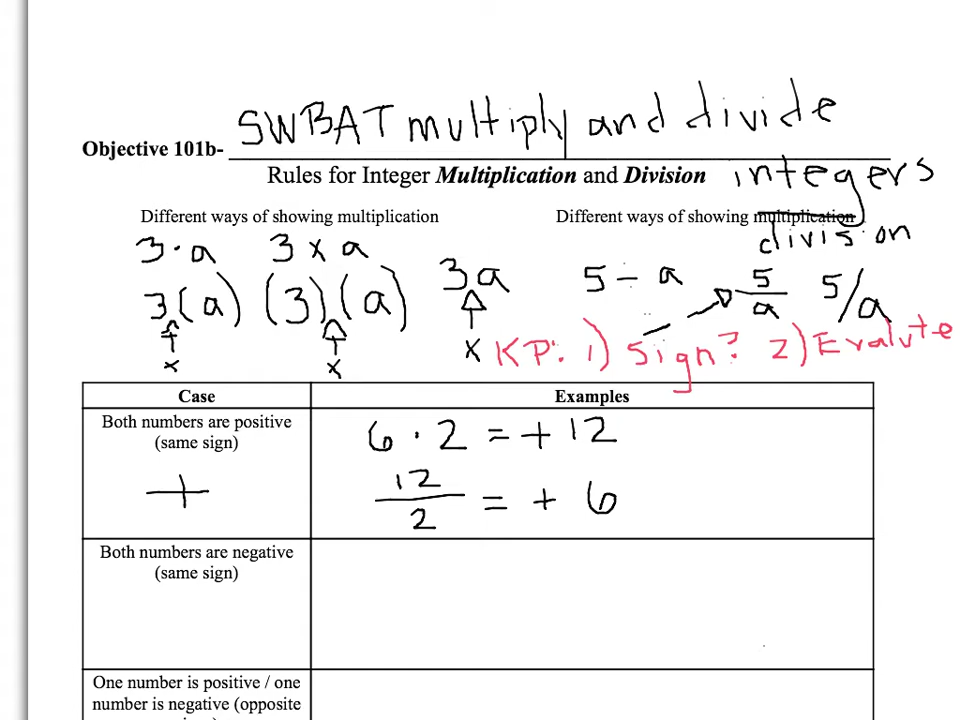 SWBAT multiply and divide
Objective 101b-
Rules for Integer Multiplication and Division integers
Different ways of showing multiplication
Different ways of showing multiplication
division
3 · a 3 x a
3(a) (3)(a) 3a
x x x
5 ÷ a 5/a 5/a
KP: 1) Sign? 2) Evalute
Case Examples
Both numbers are positive
(same sign)
+
6 · 2 = + 12
12/2 = + 6
Both numbers are negative
(same sign)
One number is positive / one
number is negative (opposite